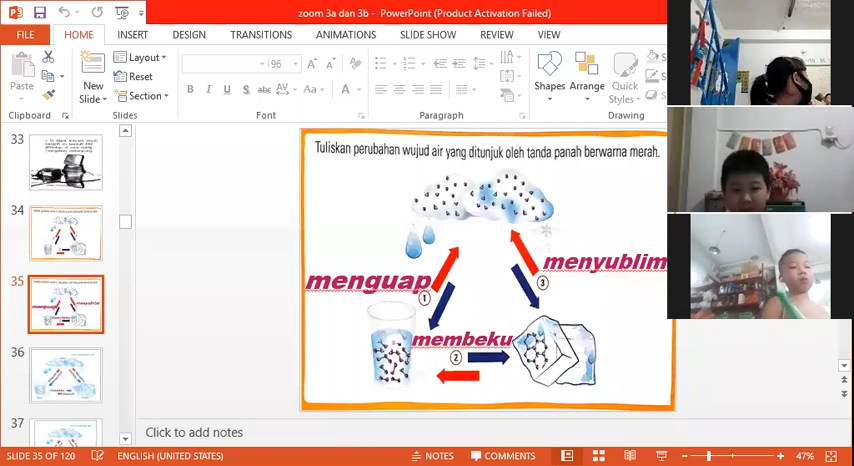 zoom 3a dan 3b - PowerPoint (Product Activation Failed)
FILE HOME INSERT DESIGN TRANSITIONS ANIMATIONS SLIDE SHOW REVIEW VIEW
Paste
New
Slide
Layout
Reset
Section
96
B I U S abc AV Aa A
Shapes
Arrange
Quick
Styles
S
S
S
Clipboard
Slides
Font
Paragraph
Drawing
33
34
35
36
37
Tuliskan perubahan wujud air yang ditunjuk oleh tanda panah berwarna merah.
menguap
1
menyublim
3
membeku
2
Click to add notes
SLIDE 35 OF 120
ENGLISH (UNITED STATES)
NOTES
COMMENTS
47%